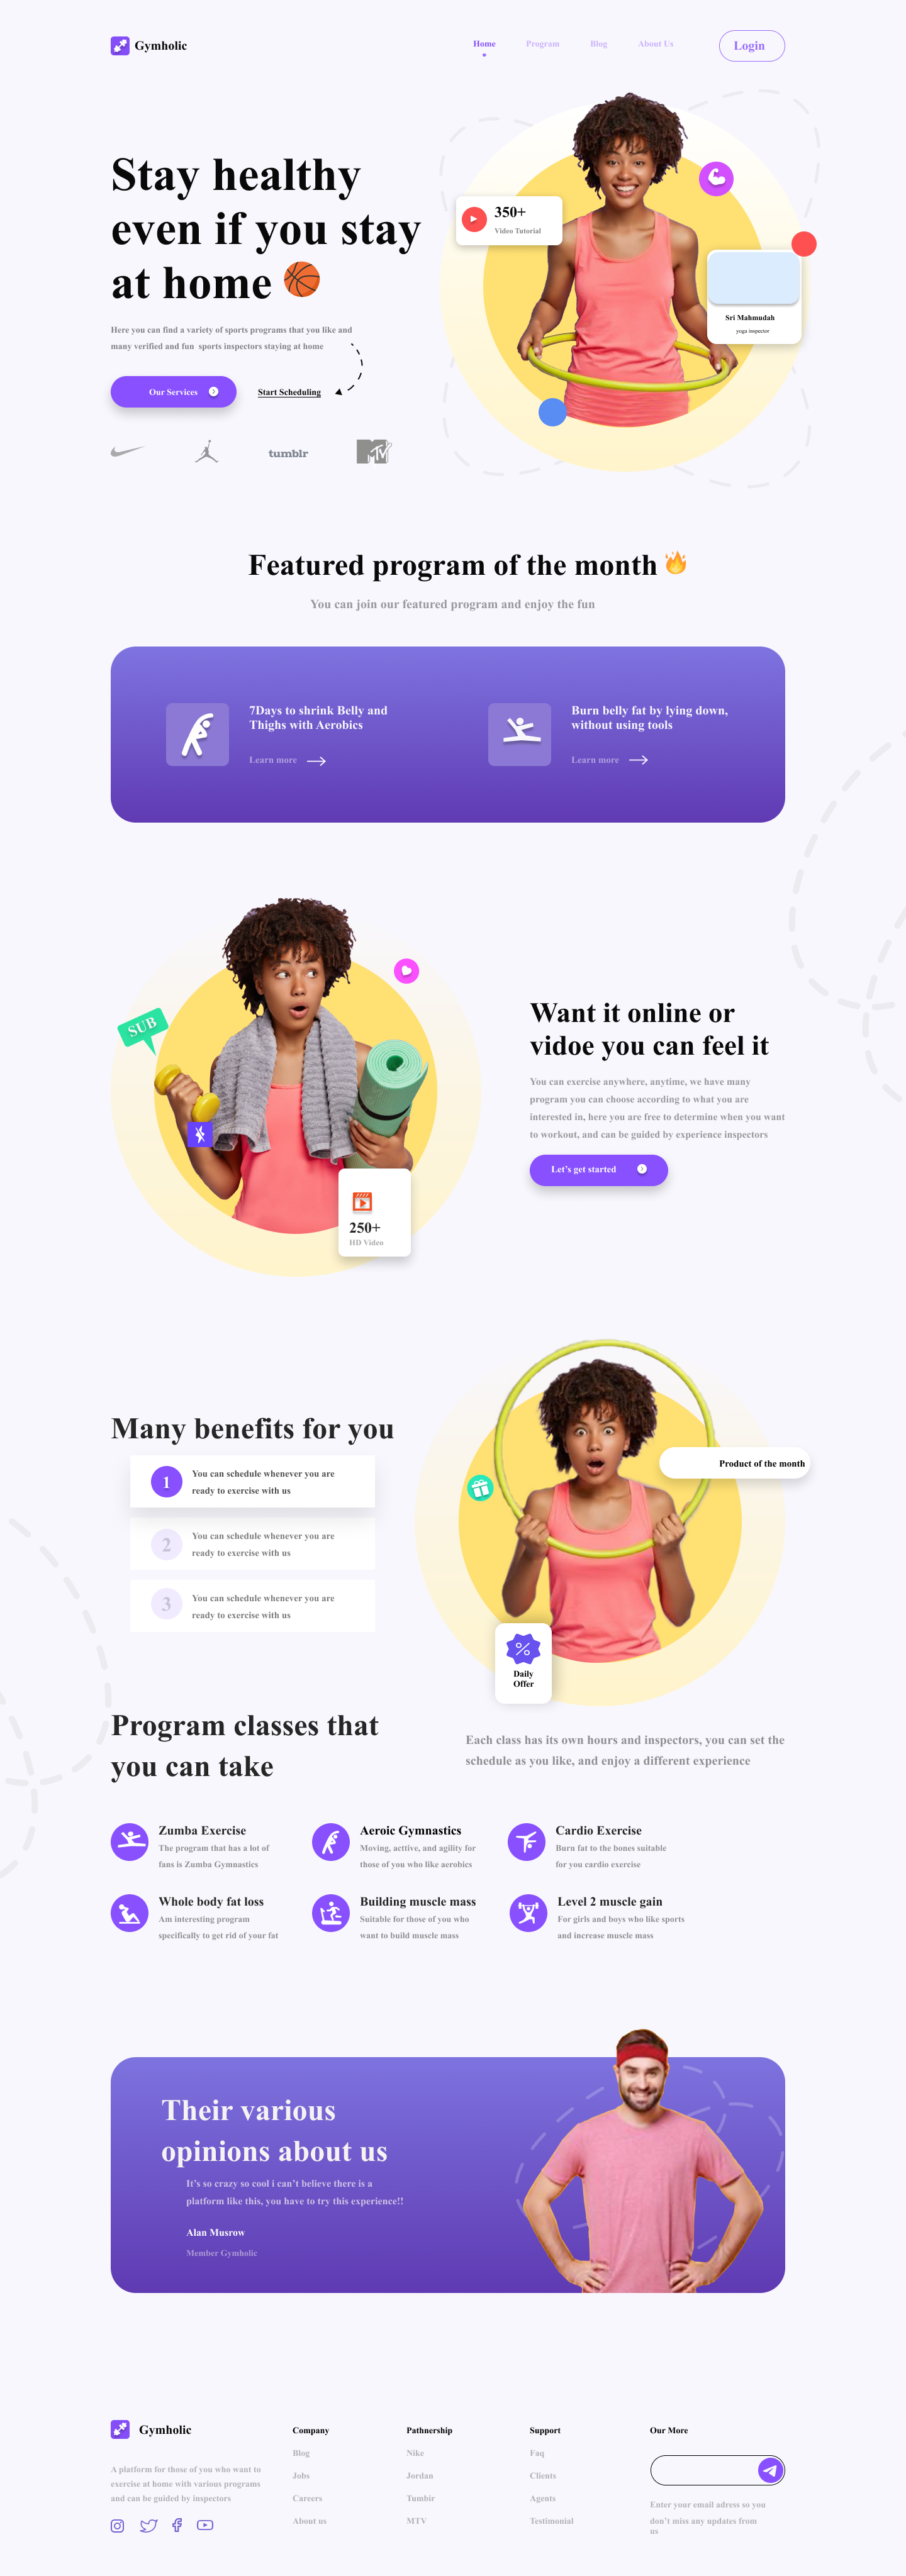 Gymholic
Home
Program
Blog
About Us
Login
Stay healthy
even if you stay
at home
350+
Video Tutorial
Sri Mahmudah
yoga inspector
Here you can find a variety of sports programs that you like and
many verified and fun sports inspectors staying at home
Our Services
Start Scheduling
tumblr
MTV
Featured program of the month
You can join our featured program and enjoy the fun
7Days to shrink Belly and
Thighs with Aerobics
Learn more
Burn belly fat by lying down,
without using tools
Learn more
SUB
250+
HD Video
Want it online or
vidoe you can feel it
You can exercise anywhere, anytime, we have many
program you can choose according to what you are
interested in, here you are free to determine when you want
to workout, and can be guided by experience inspectors
Let's get started
Many benefits for you
1
You can schedule whenever you are
ready to exercise with us
2
You can schedule whenever you are
ready to exercise with us
3
You can schedule whenever you are
ready to exercise with us
Product of the month
%
Daily
Offer
Program classes that
you can take
Each class has its own hours and inspectors, you can set the
schedule as you like, and enjoy a different experience
Zumba Exercise
The program that has a lot of
fans is Zumba Gymnastics
Aeroic Gymnastics
Moving, acttive, and agility for
those of you who like aerobics
Cardio Exercise
Burn fat to the bones suitable
for you cardio exercise
Whole body fat loss
Am interesting program
specifically to get rid of your fat
Building muscle mass
Suitable for those of you who
want to build muscle mass
Level 2 muscle gain
For girls and boys who like sports
and increase muscle mass
Their various
opinions about us
It's so crazy so cool i can't believe there is a
platform like this, you have to try this experience!!
Alan Musrow
Member Gymholic
Gymholic
A platform for those of you who want to
exercise at home with various programs
and can be guided by inspectors
Company
Blog
Jobs
Careers
About us
Pathnership
Nike
Jordan
Tumbir
MTV
Support
Faq
Clients
Agents
Testimonial
Our More
Enter your email adress so you
don't miss any updates from
us